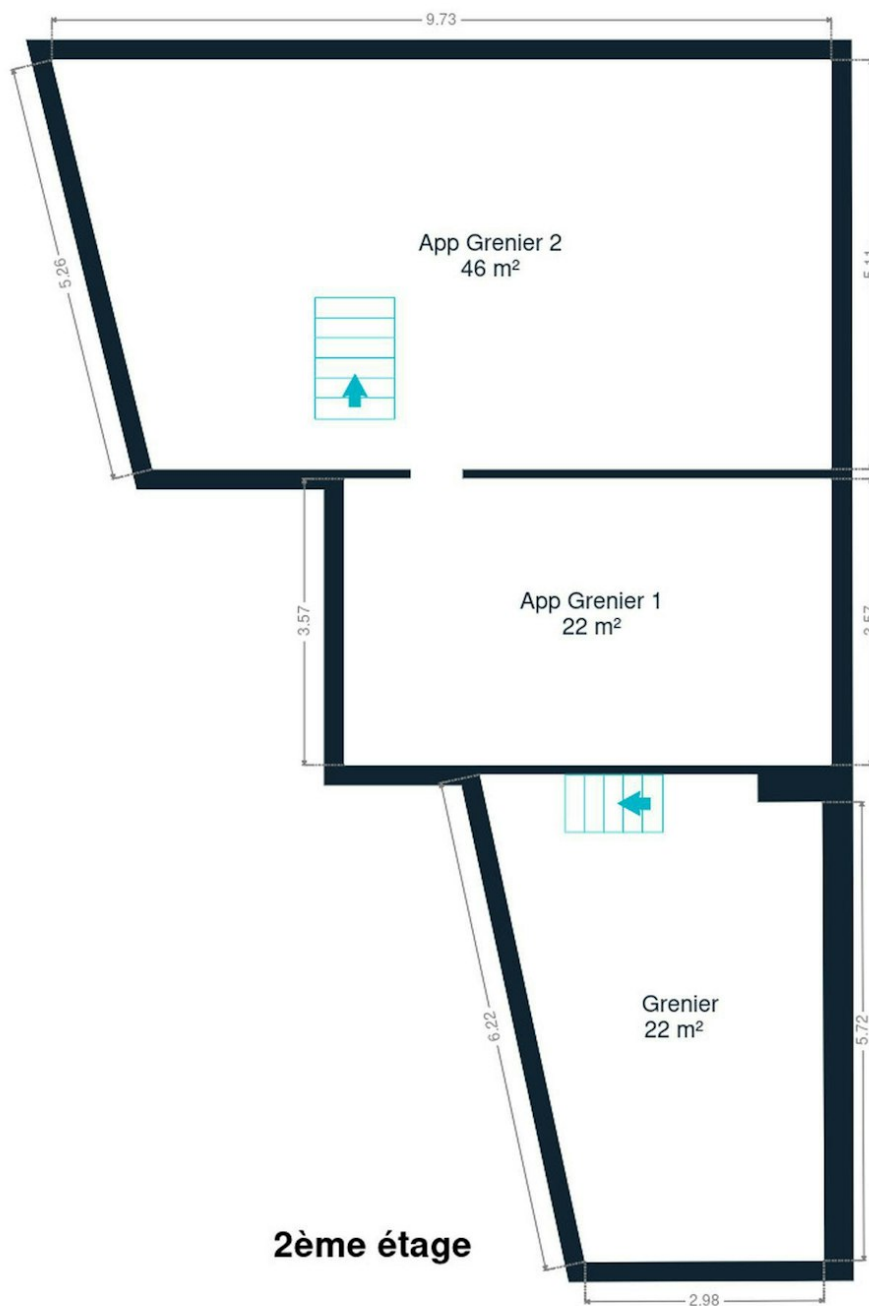 9.73
5.26
App Grenier 2
46 m²
App Grenier 1
22 m²
3.57
Grenier
22 m²
6.22
5.72
2ème étage
2.98